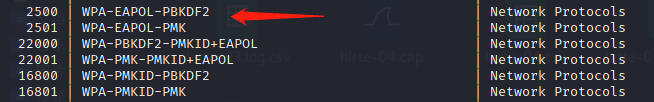 2500 | WPA-EAPOL-PBKDF2 | Network Protocols
2501 | WPA-EAPOL-PMK | Network Protocols
22000 | WPA-PBKDF2-PMKID+EAPOL | Network Protocols
22001 | WPA-PMK-PMKID+EAPOL | Network Protocols
16800 | WPA-PMKID-PBKDF2 | Network Protocols
16801 | WPA-PMKID-PMK | Network Protocols